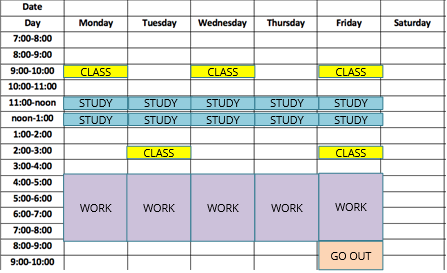 Date
Day Monday Tuesday Wednesday Thursday Friday Saturday
7:00-8:00
8:00-9:00
9:00-10:00 CLASS CLASS CLASS
10:00-11:00
11:00-noon STUDY STUDY STUDY STUDY STUDY
noon-1:00 STUDY STUDY STUDY STUDY STUDY
1:00-2:00
2:00-3:00 CLASS CLASS
3:00-4:00
4:00-5:00
5:00-6:00
WORK WORK WORK WORK WORK
6:00-7:00
7:00-8:00
8:00-9:00
GO OUT
9:00-10:00